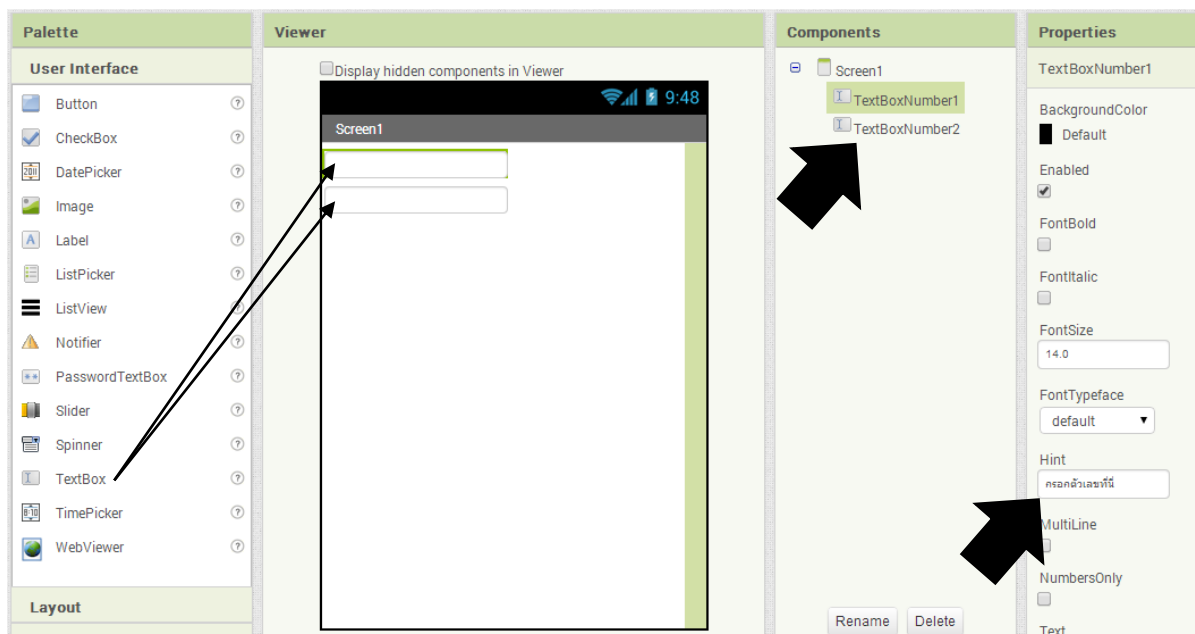 Palette
User Interface
Button
CheckBox
DatePicker
Image
Label
ListPicker
ListView
Notifier
PasswordTextBox
Slider
Spinner
TextBox
TimePicker
WebViewer
Layout
Viewer
Display hidden components in Viewer
9:48
Screen1
Components
Screen1
TextBoxNumber1
TextBoxNumber2
Rename
Delete
Properties
TextBoxNumber1
BackgroundColor
Default
Enabled
FontBold
FontItalic
FontSize
14.0
FontTypeface
default
Hint
กรอกตัวเลขที่นี่
MultiLine
NumbersOnly
Text